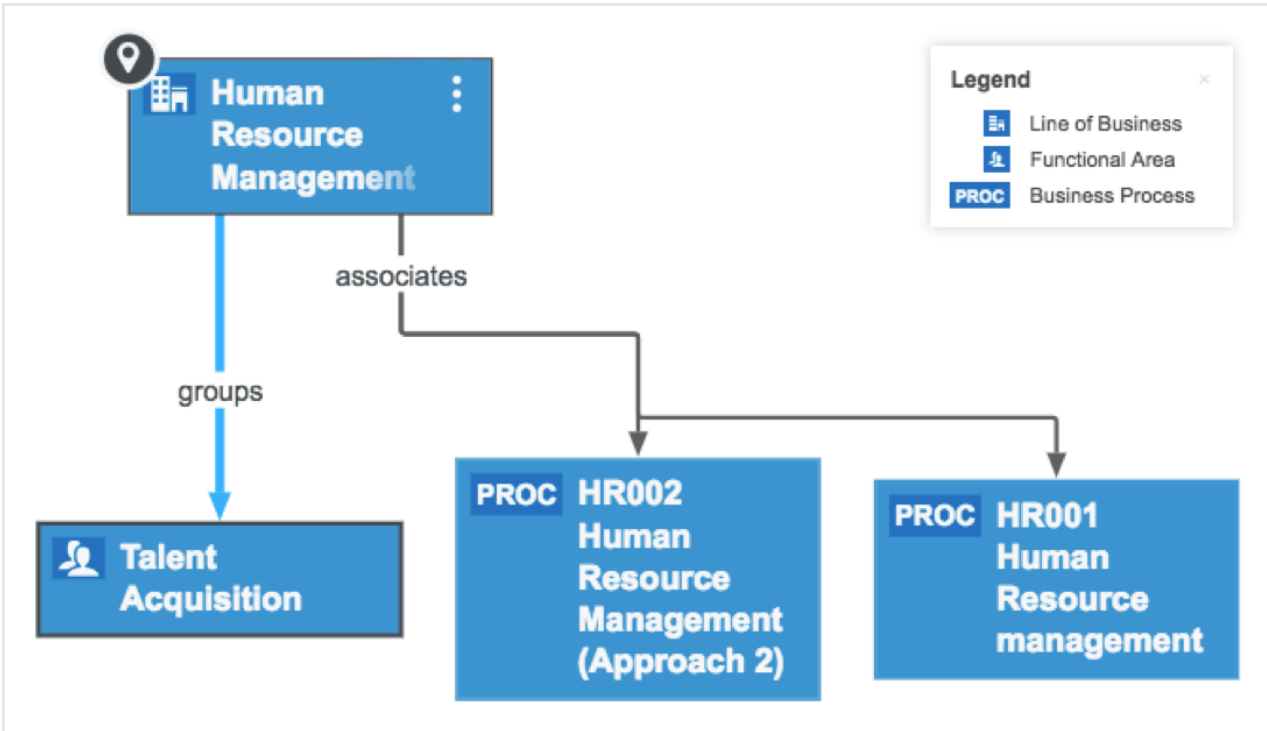 Human
Resource
Management
Legend
×
Line of Business
Functional Area
PROC Business Process
associates
groups
Talent
Acquisition
PROC HR002
Human
Resource
Management
(Approach 2)
PROC HR001
Human
Resource
management